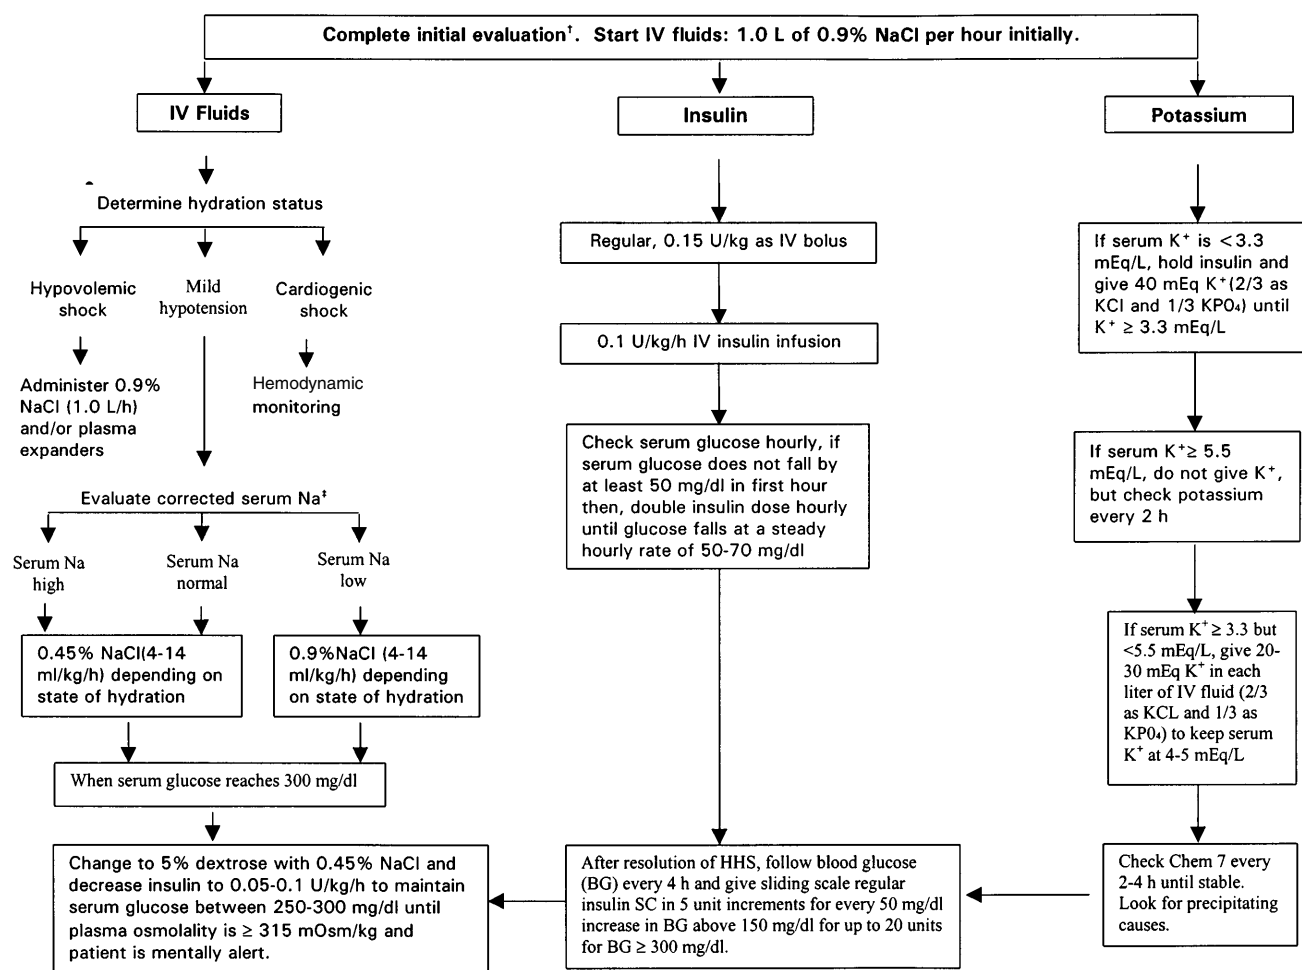 Complete initial evaluation†. Start IV fluids: 1.0 L of 0.9% NaCl per hour initially.
IV Fluids
Determine hydration status
Hypovolemic
shock
Mild
hypotension
Cardiogenic
shock
Administer 0.9%
NaCl (1.0 L/h)
and/or plasma
expanders
Hemodynamic
monitoring
Evaluate corrected serum Na‡
Serum Na
high
Serum Na
normal
Serum Na
low
0.45% NaCl(4-14
ml/kg/h) depending on
state of hydration
0.9%NaCl (4-14
ml/kg/h) depending
on state of hydration
When serum glucose reaches 300 mg/dl
Change to 5% dextrose with 0.45% NaCl and
decrease insulin to 0.05-0.1 U/kg/h to maintain
serum glucose between 250-300 mg/dl until
plasma osmolality is ≥ 315 mOsm/kg and
patient is mentally alert.
Insulin
Regular, 0.15 U/kg as IV bolus
0.1 U/kg/h IV insulin infusion
Check serum glucose hourly, if
serum glucose does not fall by
at least 50 mg/dl in first hour
then, double insulin dose hourly
until glucose falls at a steady
hourly rate of 50-70 mg/dl
After resolution of HHS, follow blood glucose
(BG) every 4 h and give sliding scale regular
insulin SC in 5 unit increments for every 50 mg/dl
increase in BG above 150 mg/dl for up to 20 units
for BG ≥ 300 mg/dl.
Potassium
If serum K⁺ is <3.3
mEq/L, hold insulin and
give 40 mEq K⁺(2/3 as
KCl and 1/3 KPO₄) until
K⁺ ≥ 3.3 mEq/L
If serum K⁺≥ 5.5
mEq/L, do not give K⁺,
but check potassium
every 2 h
If serum K⁺ ≥ 3.3 but
<5.5 mEq/L, give 20-
30 mEq K⁺ in each
liter of IV fluid (2/3
as KCL and 1/3 as
KP0₄) to keep serum
K⁺ at 4-5 mEq/L
Check Chem 7 every
2-4 h until stable.
Look for precipitating
causes.